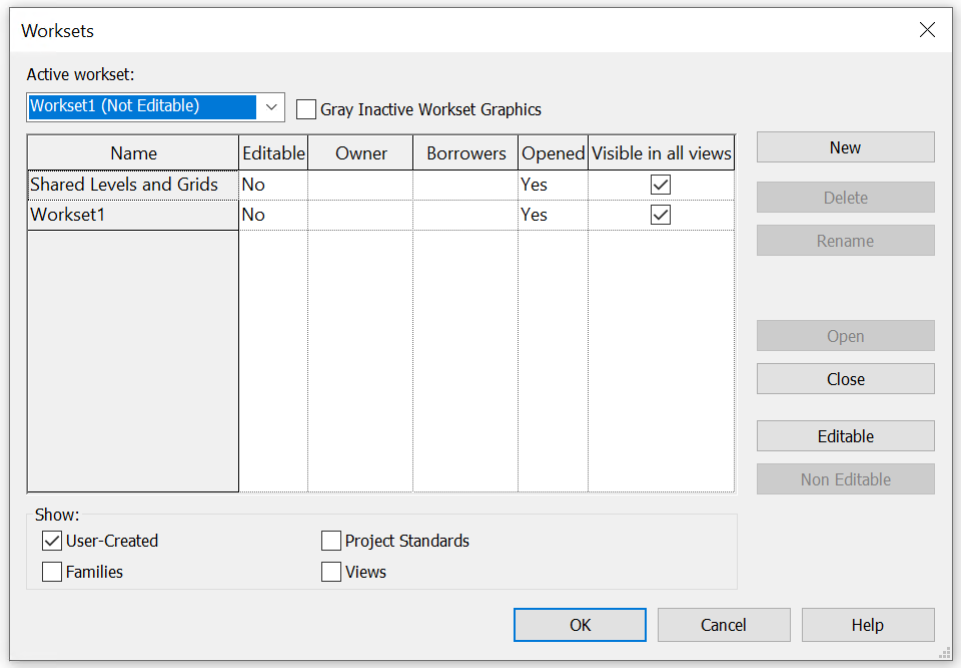 Worksets
Active workset:
Workset1 (Not Editable)
Gray Inactive Workset Graphics
Name Editable Owner Borrowers Opened Visible in all views
Shared Levels and Grids No Yes
Workset1 No Yes
New
Delete
Rename
Open
Close
Editable
Non Editable
Show:
User-Created Project Standards
Families Views
OK Cancel Help